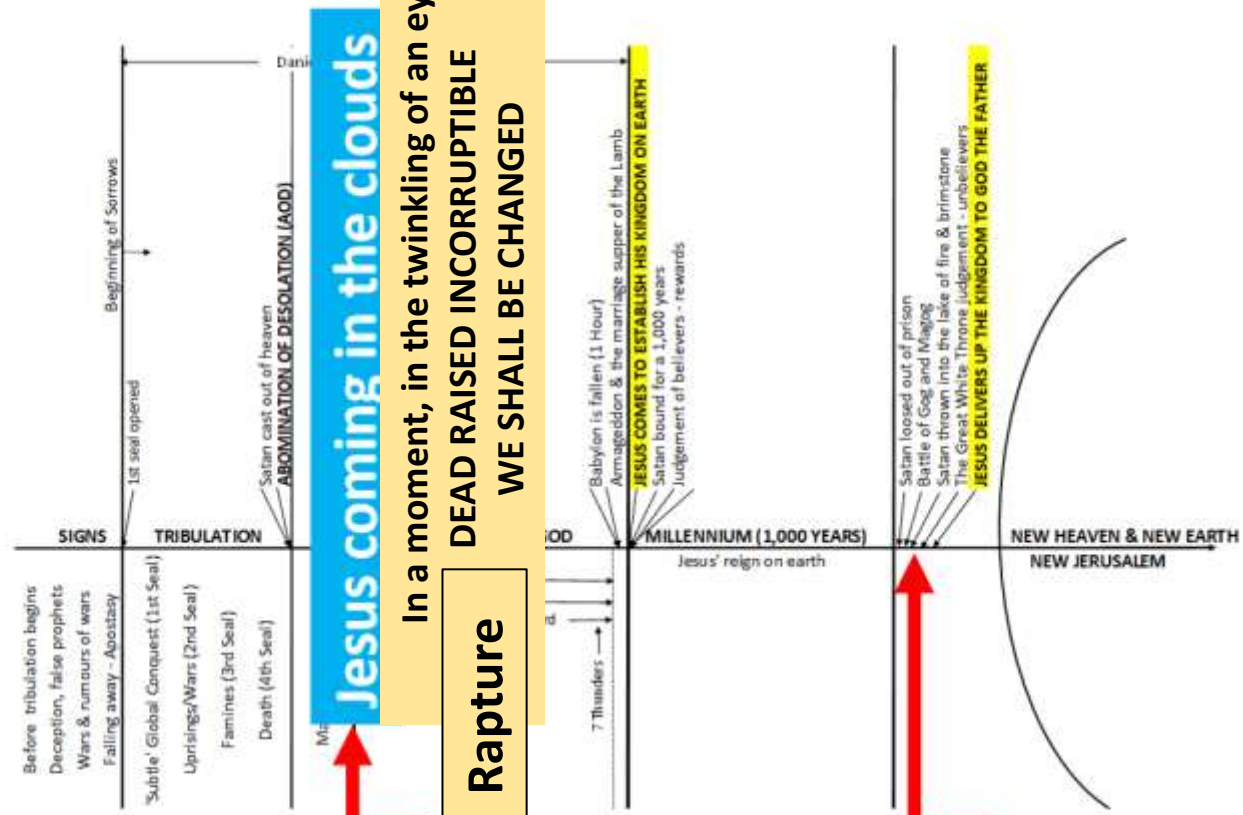 Beginning of Sorrows
1st seal opened
Satan cast out of heaven
ABOMINATION OF DESOLATION (AOD)
Jesus coming in the clouds
In a moment, in the twinkling of an ey
DEAD RAISED INCORRUPTIBLE
WE SHALL BE CHANGED
Rapture
Babylon is fallen (1 Hour)
Armageddon & the marriage supper of the Lamb
JESUS COMES TO ESTABLISH HIS KINGDOM ON EARTH
Satan bound for a 1,000 years
Judgement of believers - rewards
Satan loosed out of prison
Battle of Gog and Magog
Satan thrown into the lake of fire & brimstone
The Great White Throne judgement - unbelievers
JESUS DELIVERS UP THE KINGDOM TO GOD THE FATHER
SIGNS
TRIBULATION
MILLENNIUM (1,000 YEARS)
Jesus' reign on earth
NEW HEAVEN & NEW EARTH
NEW JERUSALEM
Before tribulation begins
Deception, false prophets
Wars & rumours of wars
Falling away - Apostasy
'Subtle' Global Conquest (1st Seal)
Uprisings/Wars (2nd Seal)
Famines (3rd Seal)
Death (4th Seal)
7 Thunders